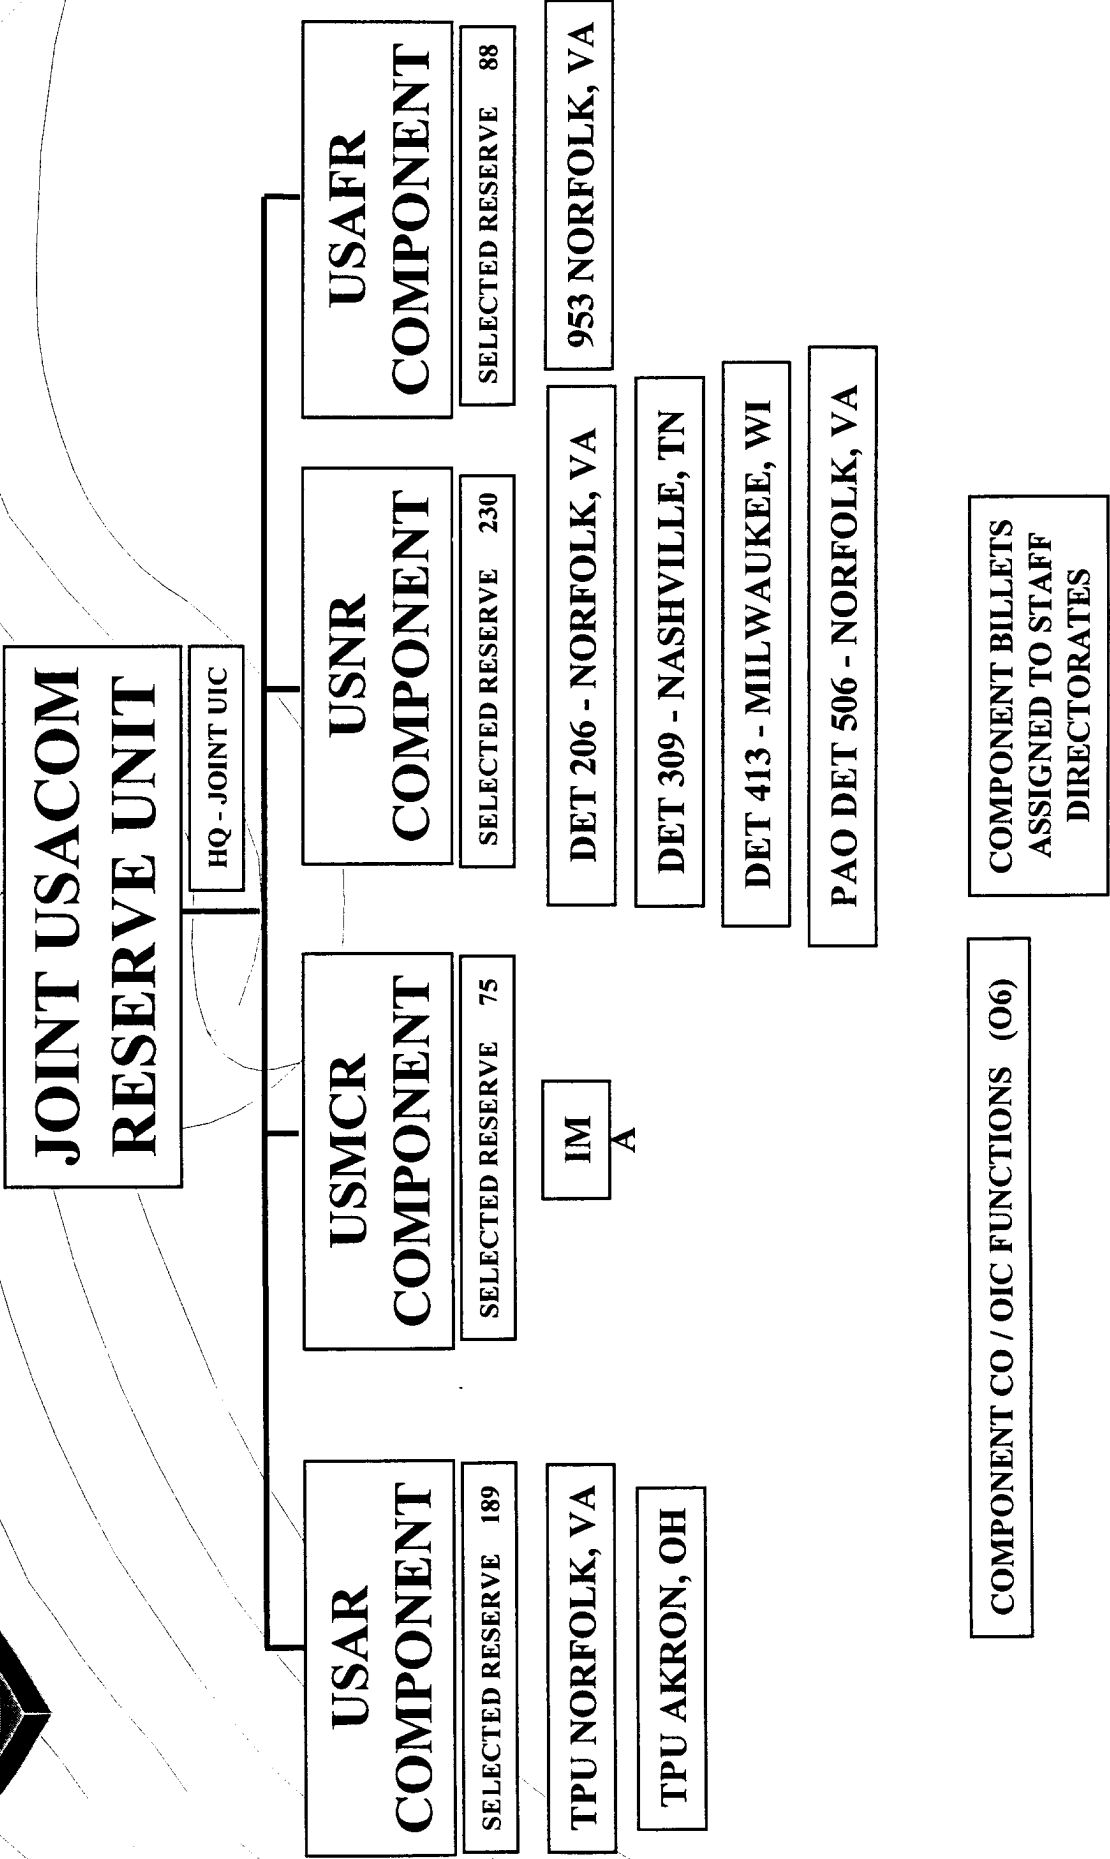 JOINT USACOM
RESERVE UNIT
HQ - JOINT UIC
USAR
COMPONENT
SELECTED RESERVE 189
TPU NORFOLK, VA
TPU AKRON, OH
USMCR
COMPONENT
SELECTED RESERVE 75
IM
A
USNR
COMPONENT
SELECTED RESERVE 230
DET 206 - NORFOLK, VA
DET 309 - NASHVILLE, TN
DET 413 - MILWAUKEE, WI
PAO DET 506 - NORFOLK, VA
USAFR
COMPONENT
SELECTED RESERVE 88
953 NORFOLK, VA
COMPONENT CO / OIC FUNCTIONS (O6)
COMPONENT BILLETS
ASSIGNED TO STAFF
DIRECTORATES